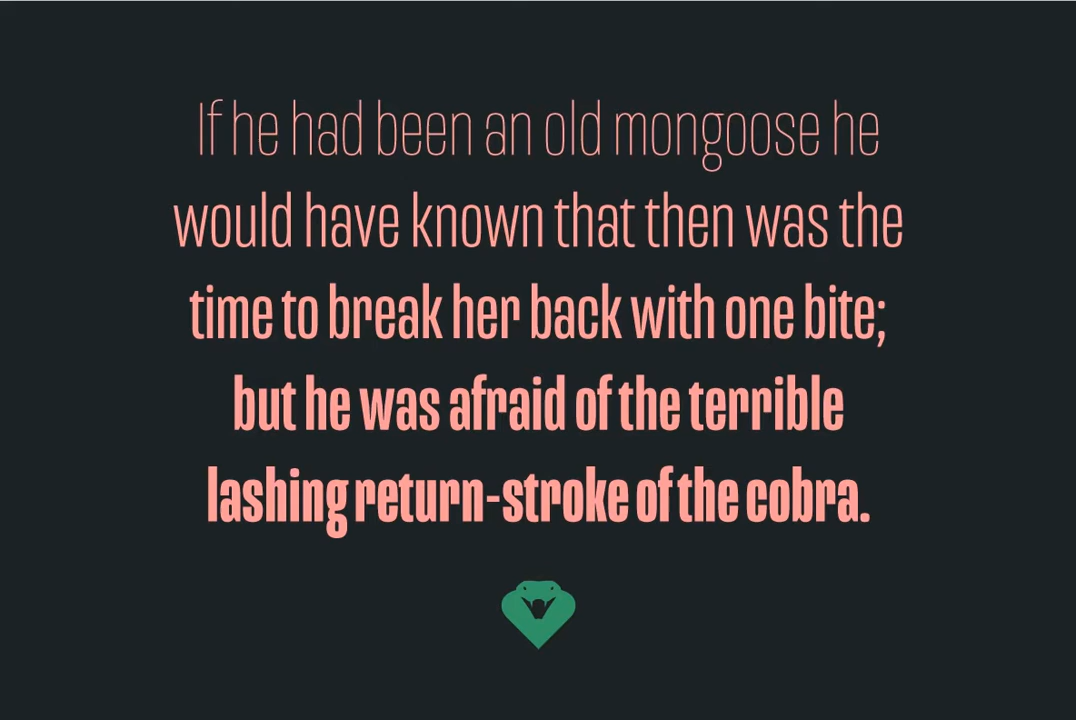 If he had been an old mongoose he
would have known that then was the
time to break her back with one bite;
but he was afraid of the terrible
lashing return-stroke of the cobra.